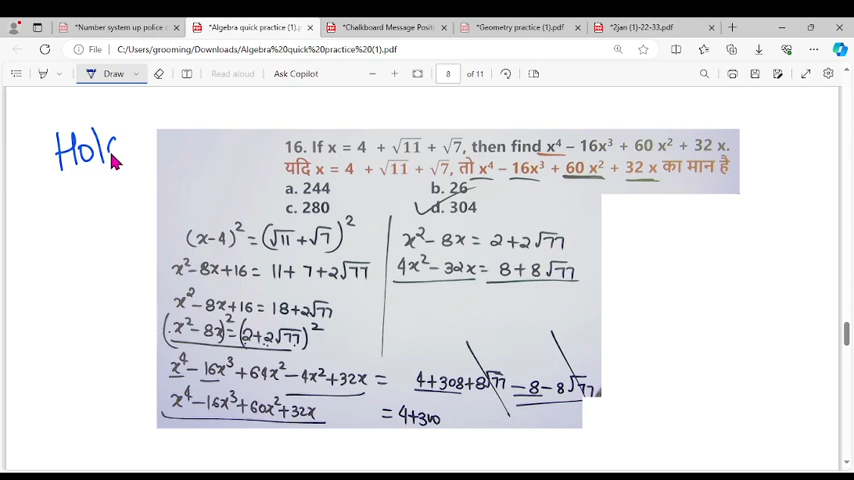 *Number system up police
*Algebra quick practice (1).p
*Chalkboard Message Posit
*Geometry practice (1).pdf
*2jan (1)-22-33.pdf
File
C:/Users/grooming/Downloads/Algebra%20quick%20practice%20(1).pdf
Draw
Read aloud
Ask Copilot
8
of 11
16. If x = 4 + √11 + √7, then find x⁴ – 16x³ + 60 x² + 32 x.
यदि x = 4 + √11 + √7, तो x⁴ – 16x³ + 60 x² + 32 x का मान है
a. 244
b. 26
c. 280
d. 304
(x-4)² = (√11+√7)²
x²-8x+16 = 11+7+2√77
x²-8x+16 = 18+2√77
(x²-8x)² = (2+2√77)²
x²-8x = 2+2√77
4x²-32x = 8+8√77
x⁴-16x³+64x²-4x²+32x = 4+308+8√77-8-8√77
x⁴-16x³+60x²+32x = 4+300